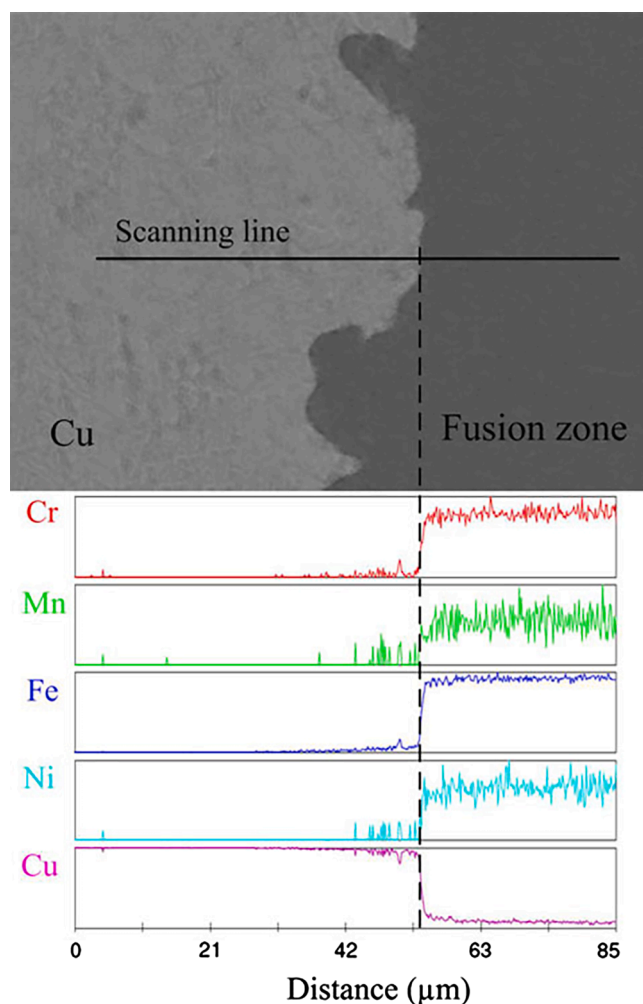 Scanning line
Cu
Fusion zone
Cr
Mn
Fe
Ni
Cu
0 21 42 63 85
Distance (µm)